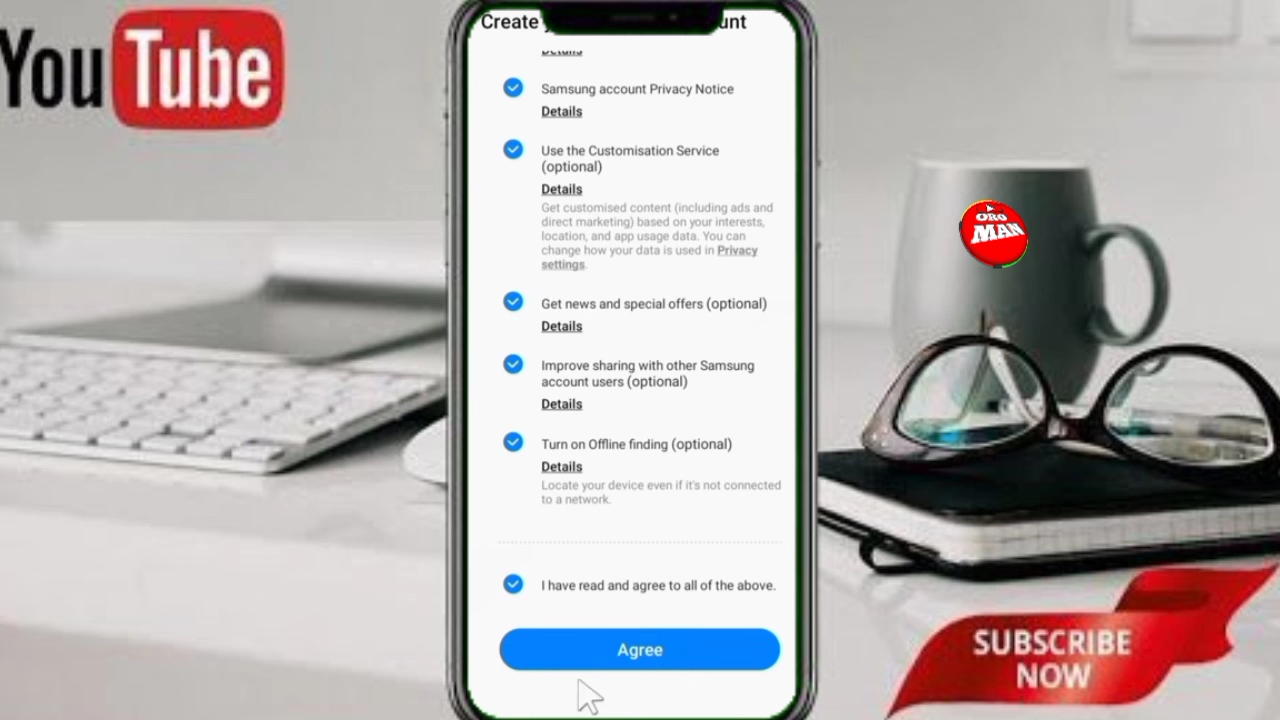 YouTube
Create
unt
Details
Samsung account Privacy Notice
Details
Use the Customisation Service
(optional)
Details
Get customised content (including ads and
direct marketing) based on your interests,
location, and app usage data. You can
change how your data is used in Privacy
settings.
Get news and special offers (optional)
Details
Improve sharing with other Samsung
account users (optional)
Details
Turn on Offline finding (optional)
Details
Locate your device even if it's not connected
to a network.
I have read and agree to all of the above.
Agree
ORO
MAN
SUBSCRIBE
NOW